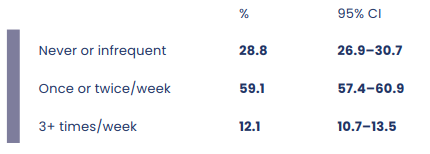 % 95% CI
Never or infrequent 28.8 26.9–30.7
Once or twice/week 59.1 57.4–60.9
3+ times/week 12.1 10.7–13.5